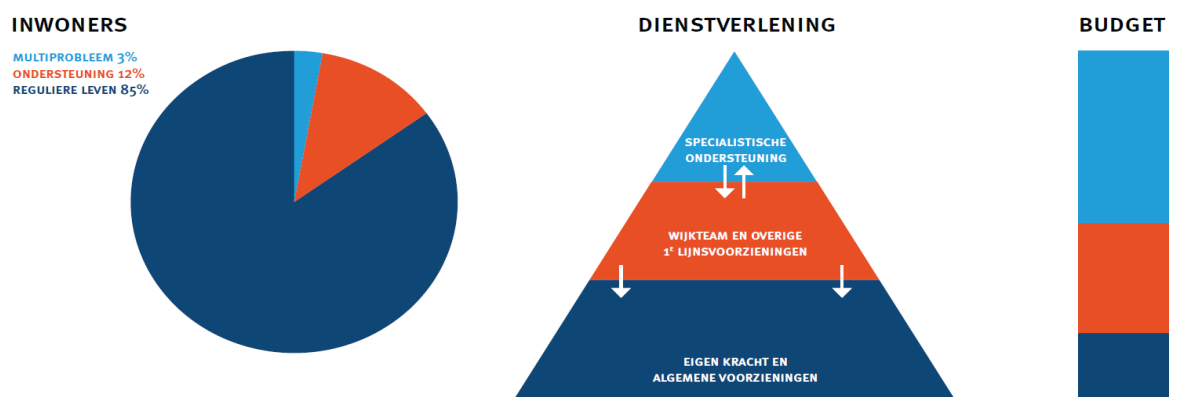 INWONERS
MULTIPROBLEEM 3%
ONDERSTEUNING 12%
REGULIERE LEVEN 85%
DIENSTVERLENING
SPECIALISTISCHE
ONDERSTEUNING
WIJKTEAM EN OVERIGE
1E LIJNSVOORZIENINGEN
EIGEN KRACHT EN
ALGEMENE VOORZIENINGEN
BUDGET